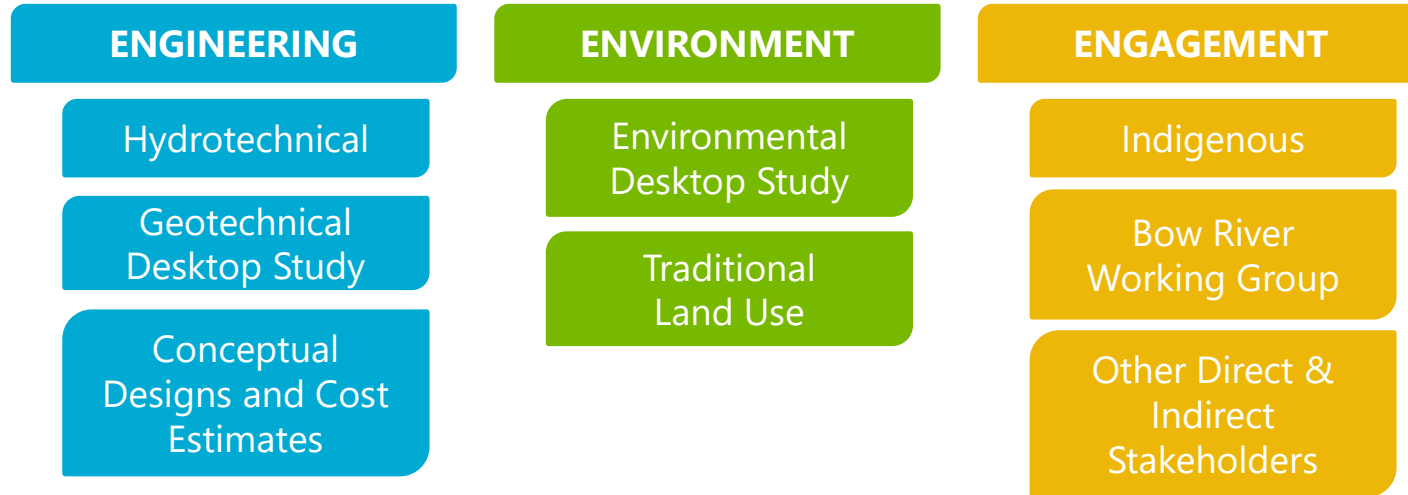 ENGINEERING
Hydrotechnical
Geotechnical
Desktop Study
Conceptual
Designs and Cost
Estimates
ENVIRONMENT
Environmental
Desktop Study
Traditional
Land Use
ENGAGEMENT
Indigenous
Bow River
Working Group
Other Direct &
Indirect
Stakeholders